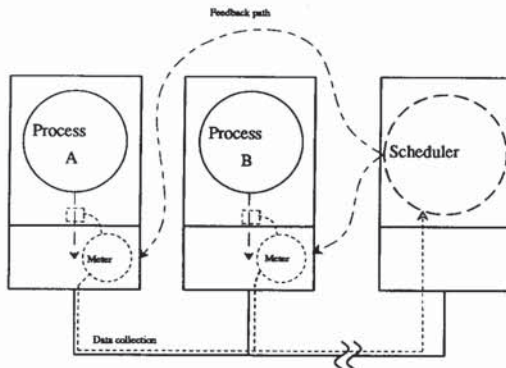 Feedback path
Process
A
Process
B
Scheduler
Meter
Meter
Data collection